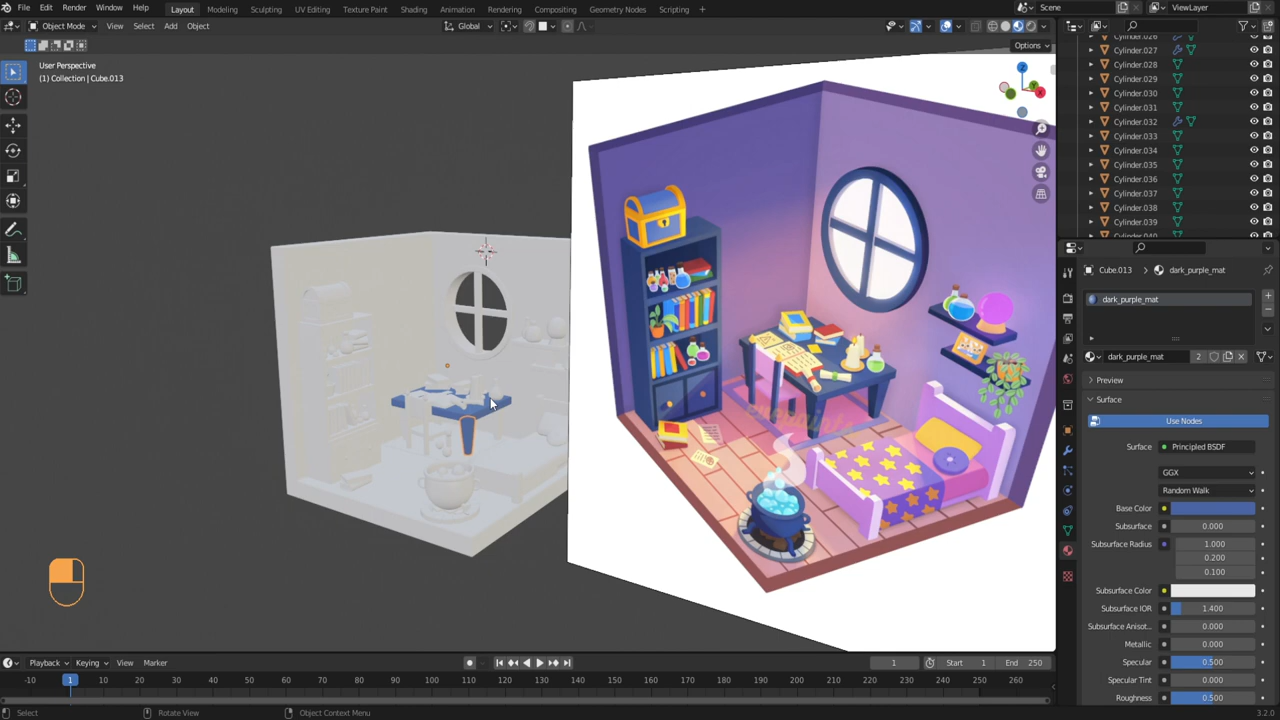 File Edit Render Window Help
Layout Modeling Sculpting UV Editing Texture Paint Shading Animation Rendering Compositing Geometry Nodes Scripting +
Scene ViewLayer
Object Mode View Select Add Object Global
Options
User Perspective
(1) Collection | Cube.013
Z
Cylinder.026
Cylinder.027
Cylinder.028
Cylinder.029
Cylinder.030
Cylinder.031
Cylinder.032
Cylinder.033
Cylinder.034
Cylinder.035
Cylinder.036
Cylinder.037
Cylinder.038
Cylinder.039
Cylinder.040
Cube.013 dark_purple_mat
dark_purple_mat
dark_purple_mat 2
Preview
Surface
Use Nodes
Surface Principled BSDF
GGX
Random Walk
Base Color
Subsurface 0.000
Subsurface Radius 1.000
0.200
0.100
Subsurface Color
Subsurface IOR 1.400
Subsurface Anisot... 0.000
Metallic 0.000
Specular 0.500
Specular Tint 0.000
Roughness 0.500
Playback Keying View Marker 1 Start 1 End 250
-10 1 10 20 30 40 50 60 70 80 90 100 110 120 130 140 150 160 170 180 190 200 210 220 230 240 250 260
Select Rotate View Object Context Menu 3.2.0